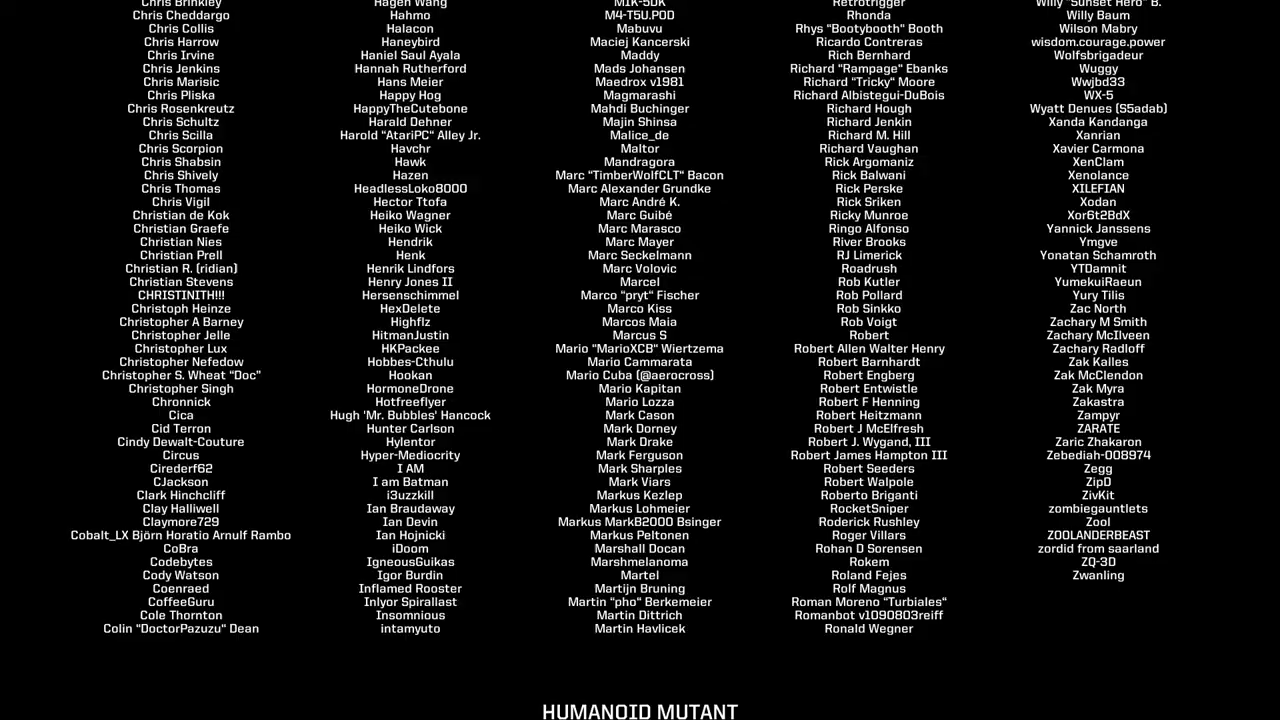 Chris Brinkley
Chris Cheddargo
Chris Collis
Chris Harrow
Chris Irvine
Chris Jenkins
Chris Marisic
Chris Pliska
Chris Rosenkreutz
Chris Schultz
Chris Scilla
Chris Scorpion
Chris Shabsin
Chris Shively
Chris Thomas
Chris Vigil
Christian de Kok
Christian Graefe
Christian Nies
Christian Prell
Christian R. (ridian)
Christian Stevens
CHRISTINITH!!!
Christoph Heinze
Christopher A Barney
Christopher Jelle
Christopher Lux
Christopher Nefedow
Christopher S. Wheat "Doc"
Christopher Singh
Chronnick
Cica
Cid Terron
Cindy Dewalt-Couture
Circus
Cirederf62
CJackson
Clark Hinchcliff
Clay Halliwell
Claymore729
Cobalt_LX Björn Horatio Arnulf Rambo
CoBra
Codebytes
Cody Watson
Coenraed
CoffeeGuru
Cole Thornton
Colin "DoctorPazuzu" Dean
Hagen Wang
Hahmo
Halacon
Haneybird
Haniel Saul Ayala
Hannah Rutherford
Hans Meier
Happy Hog
HappyTheCutebone
Harald Dehner
Harold "AtariPC" Alley Jr.
Havchr
Hawk
Hazen
HeadlessLoko8000
Hector Ttofa
Heiko Wagner
Heiko Wick
Hendrik
Henk
Henrik Lindfors
Henry Jones II
Hersenschimmel
HexDelete
Highflz
HitmanJustin
HKPackee
Hobbes-Cthulu
Hookan
HormoneDrone
Hotfreeflyer
Hugh 'Mr. Bubbles' Hancock
Hunter Carlson
Hylentor
Hyper-Mediocrity
I AM
I am Batman
i3uzzkill
Ian Braudaway
Ian Devin
Ian Hojnicki
iDoom
IgneousGuikas
Igor Burdin
Inflamed Rooster
Inlyor Spirallast
Insomnious
intamyuto
M1K-5DK
M4-T5U.POD
Mabuvu
Maciej Kancerski
Maddy
Mads Johansen
Maedrox v1981
Magmarashi
Mahdi Buchinger
Majin Shinsa
Malice_de
Maltor
Mandragora
Marc "TimberWolfCLT" Bacon
Marc Alexander Grundke
Marc André K.
Marc Guibé
Marc Marasco
Marc Mayer
Marc Seckelmann
Marc Volovic
Marcel
Marco "pryt" Fischer
Marco Kiss
Marcos Maia
Marcus S
Mario "MarioXCB" Wiertzema
Mario Cammarata
Mario Cuba (@aerocross)
Mario Kapitan
Mario Lozza
Mark Cason
Mark Dorney
Mark Drake
Mark Ferguson
Mark Sharples
Mark Viars
Markus Kezlep
Markus Lohmeier
Markus MarkB2000 Bsinger
Markus Peltonen
Marshall Docan
Marshmelanoma
Martel
Martijn Bruning
Martin "pho" Berkemeier
Martin Dittrich
Martin Havlicek
Retrotrigger
Rhonda
Rhys "Bootybooth" Booth
Ricardo Contreras
Rich Bernhard
Richard "Rampage" Ebanks
Richard "Tricky" Moore
Richard Albistegui-DuBois
Richard Hough
Richard Jenkin
Richard M. Hill
Richard Vaughan
Rick Argomaniz
Rick Balwani
Rick Perske
Rick Sriken
Ricky Munroe
Ringo Alfonso
River Brooks
RJ Limerick
Roadrush
Rob Kutler
Rob Pollard
Rob Sinkko
Rob Voigt
Robert
Robert Allen Walter Henry
Robert Barnhardt
Robert Engberg
Robert Entwistle
Robert F Henning
Robert Heitzmann
Robert J McElfresh
Robert J. Wygand, III
Robert James Hampton III
Robert Seeders
Robert Walpole
Roberto Briganti
RocketSniper
Roderick Rushley
Roger Villars
Rohan D Sorensen
Rokem
Roland Fejes
Rolf Magnus
Roman Moreno "Turbiales"
Romanbot v1090803reiff
Ronald Wegner
Willy "Sunset Hero" B.
Willy Baum
Wilson Mabry
wisdom.courage.power
Wolfsbrigadeur
Wuggy
Wwjbd33
WX-5
Wyatt Denues (S5adab)
Xanda Kandanga
Xanrian
Xavier Carmona
XenClam
Xenolance
XILEFIAN
Xodan
Xor6t2BdX
Yannick Janssens
Ymgve
Yonatan Schamroth
YTDamnit
YumekuiRaeun
Yury Tilis
Zac North
Zachary M Smith
Zachary McIlveen
Zachary Radloff
Zak Kalles
Zak McClendon
Zak Myra
Zakastra
Zampyr
ZARATE
Zaric Zhakaron
Zebediah-008974
Zegg
ZipD
ZivKit
zombiegauntlets
Zool
ZOOLANDERBEAST
zordid from saarland
ZQ-3D
Zwanling
HUMANOID MUTANT